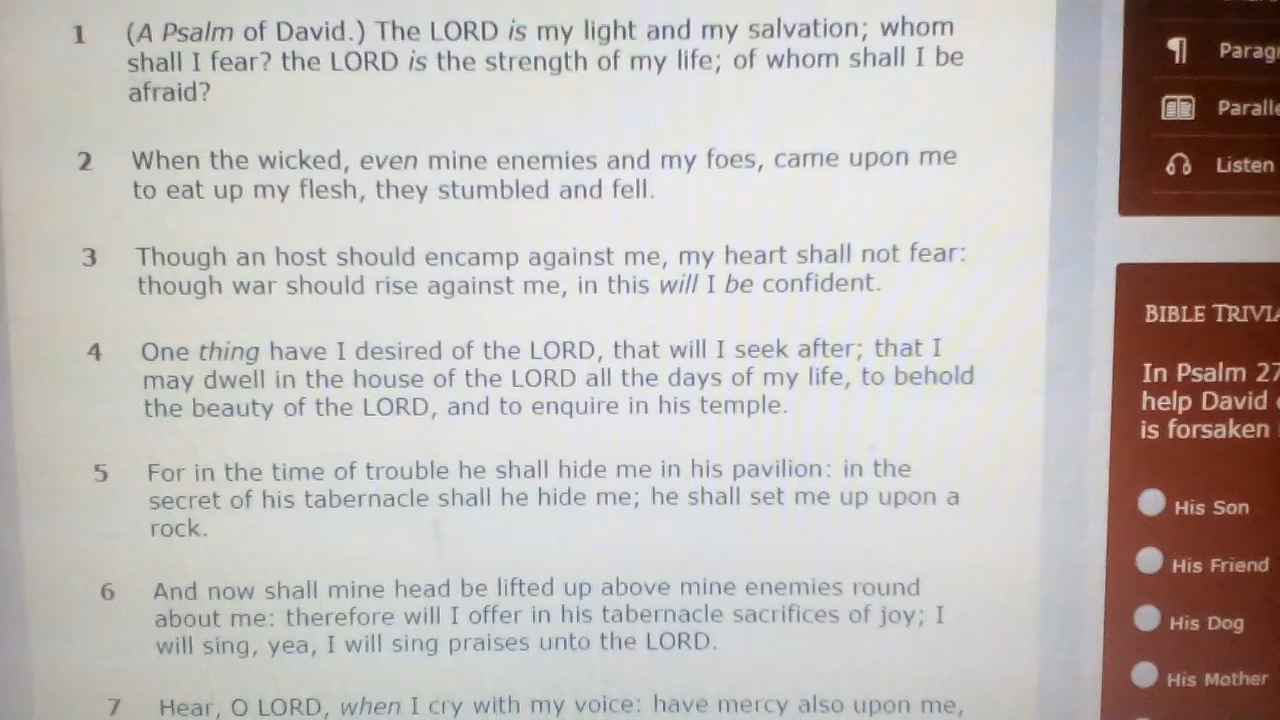 1 (A Psalm of David.) The LORD is my light and my salvation; whom
shall I fear? the LORD is the strength of my life; of whom shall I be
afraid?
2 When the wicked, even mine enemies and my foes, came upon me
to eat up my flesh, they stumbled and fell.
3 Though an host should encamp against me, my heart shall not fear:
though war should rise against me, in this will I be confident.
4 One thing have I desired of the LORD, that will I seek after; that I
may dwell in the house of the LORD all the days of my life, to behold
the beauty of the LORD, and to enquire in his temple.
5 For in the time of trouble he shall hide me in his pavilion: in the
secret of his tabernacle shall he hide me; he shall set me up upon a
rock.
6 And now shall mine head be lifted up above mine enemies round
about me: therefore will I offer in his tabernacle sacrifices of joy; I
will sing, yea, I will sing praises unto the LORD.
7 Hear, O LORD, when I cry with my voice: have mercy also upon me,
Parag
Paralle
Listen
BIBLE TRIVIA
In Psalm 27
help David
is forsaken
His Son
His Friend
His Dog
His Mother